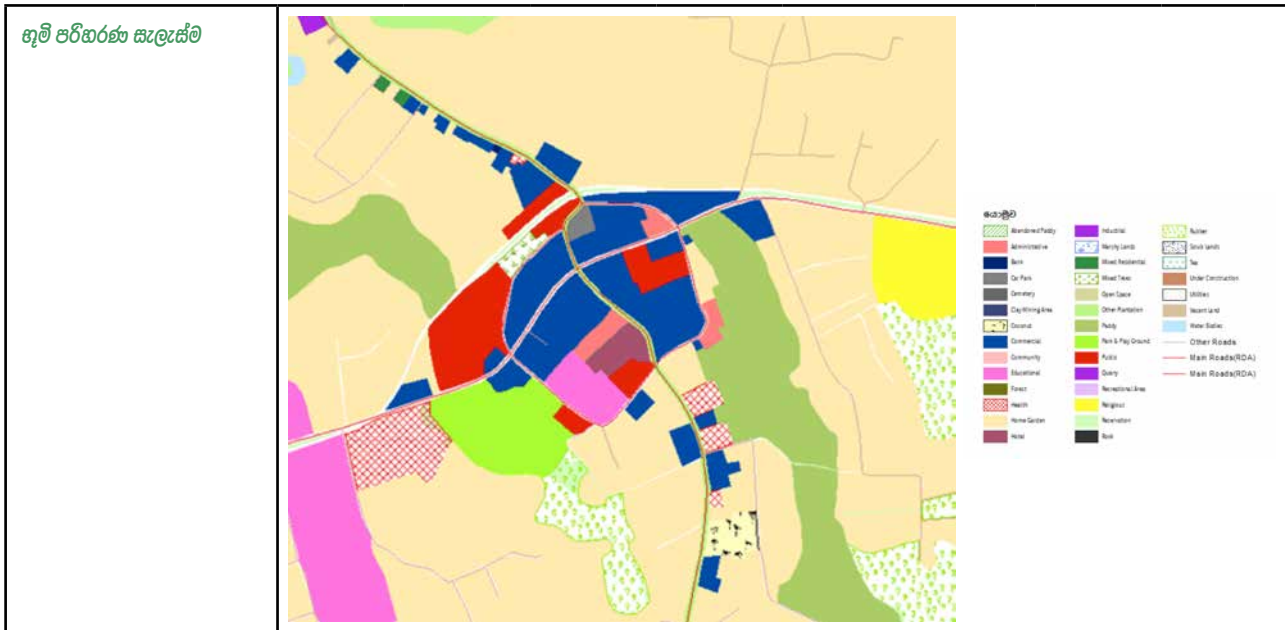 භූමි පරිහරණ සැලැස්ම
යොමුව
Abandoned Paddy
Administrative
Bank
Car Park
Cemetery
Clay Mining Area
Coconut
Commercial
Community
Educational
Forest
Health
Home Garden
Hotel
Industrial
Marshy Lands
Mixed Residential
Mixed Trees
Open Space
Other Plantation
Paddy
Park & Play Ground
Public
Quarry
Recreational Area
Religious
Reservation
Rock
Rubber
Scrub Lands
Tea
Under Construction
Utilities
Vacant Land
Water Bodies
Other Roads
Main Roads(RDA)
Main Roads(RDA)